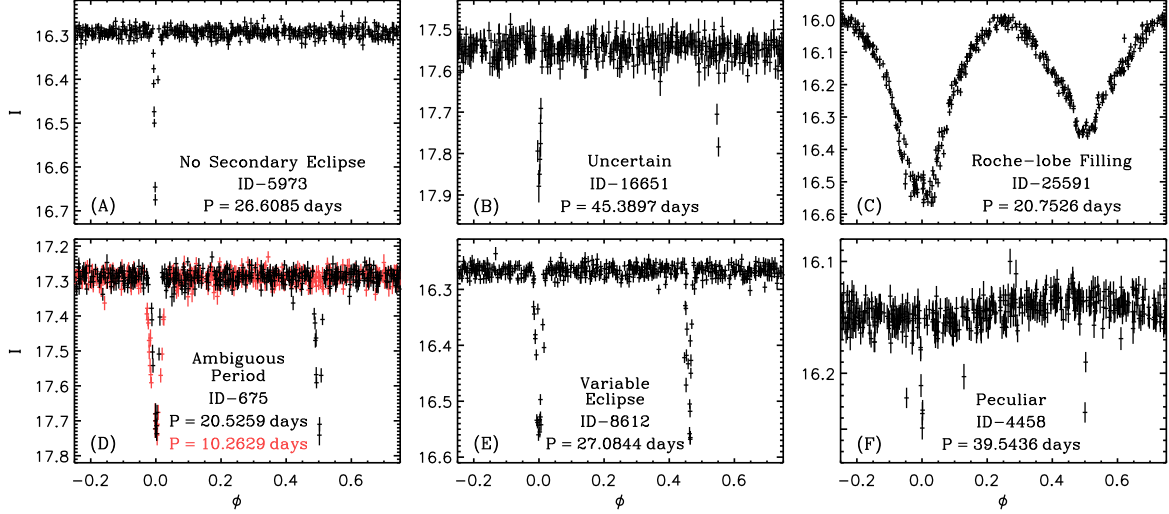 16.3
16.4
16.5
16.6
16.7
I
No Secondary Eclipse
ID-5973
(A) P = 26.6085 days
17.5
17.6
17.7
17.8
17.9
Uncertain
ID-16651
(B) P = 45.3897 days
16.0
16.1
16.2
16.3
16.4
16.5
16.6
Roche-lobe Filling
ID-25591
(C) P = 20.7526 days
17.2
17.3
17.4
17.5
17.6
17.7
17.8
I
Ambiguous
Period
ID-675
P = 20.5259 days
(D) P = 10.2629 days
-0.2 0.0 0.2 0.4 0.6
ϕ
16.3
16.4
16.5
16.6
Variable
Eclipse
ID-8612
(E) P = 27.0844 days
-0.2 0.0 0.2 0.4 0.6
ϕ
16.1
16.2
Peculiar
ID-4458
(F) P = 39.5436 days
-0.2 0.0 0.2 0.4 0.6
ϕ